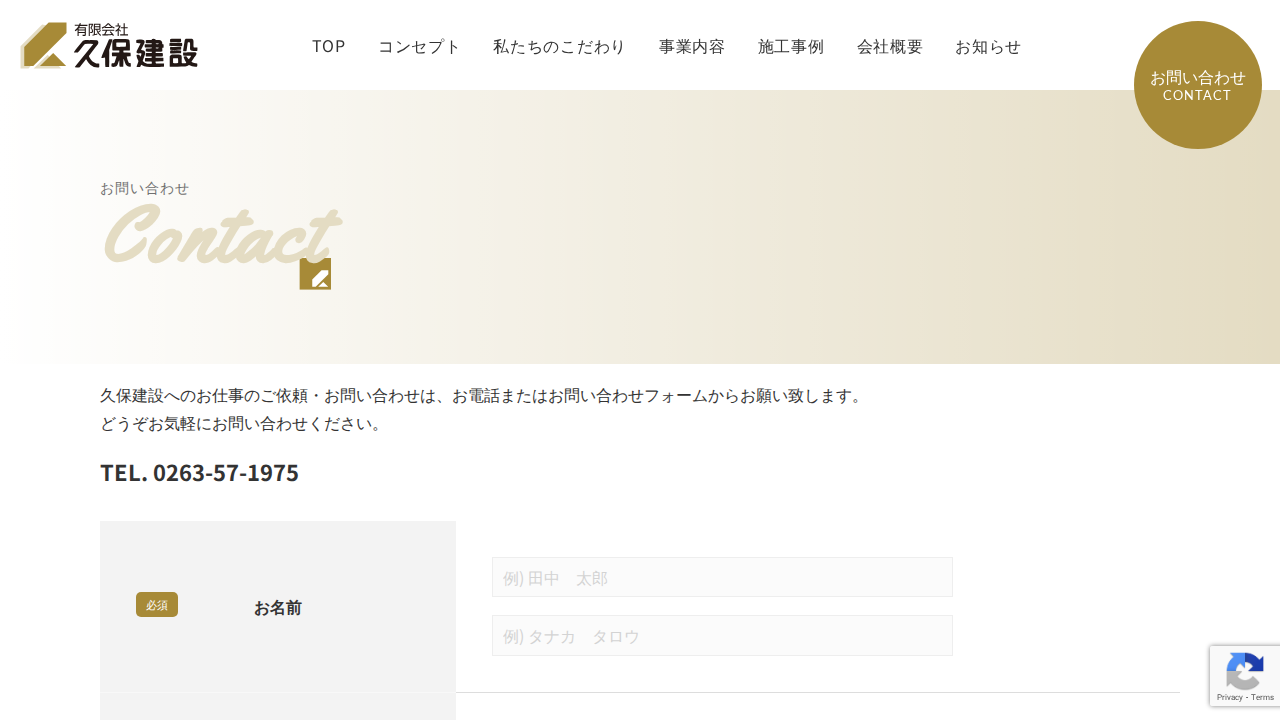 有限会社
久保建設
TOP コンセプト 私たちのこだわり 事業内容 施工事例 会社概要 お知らせ
お問い合わせ
CONTACT
お問い合わせ
Contact
久保建設へのお仕事のご依頼・お問い合わせは、お電話またはお問い合わせフォームからお願い致します。
どうぞお気軽にお問い合わせください。
TEL. 0263-57-1975
必須 お名前
例) 田中　太郎
例) タナカ　タロウ
Privacy - Terms